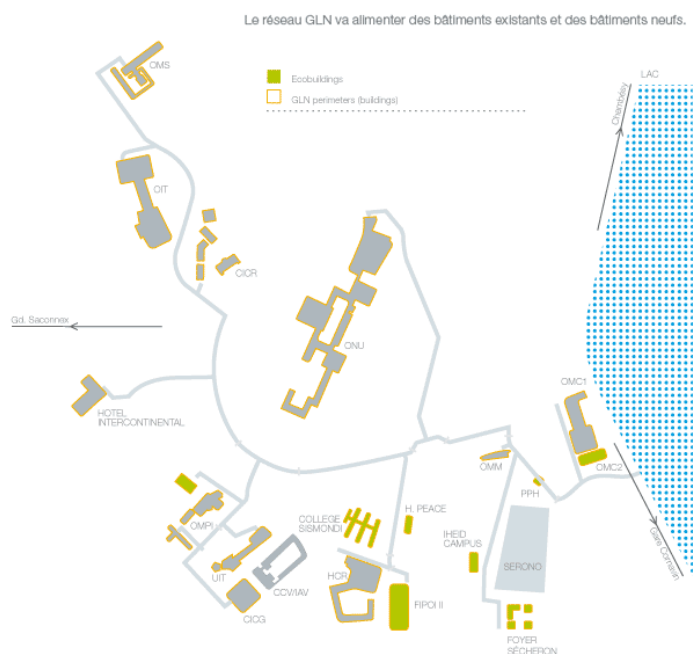 Le réseau GLN va alimenter des bâtiments existants et des bâtiments neufs.
OMS
LAC
Ecobuildings
GLN perimeters (buildings)
Chambésy
OIT
CICR
Gd. Saconnex
ONU
OMC1
HOTEL
INTERCONTINENTAL
OMM
OMC2
PPH
OMPI
COLLEGE
SISMONDI
H. PEACE
IHEID
CAMPUS
Gare Cornavin
SERONO
UIT
HCR
CCV/IAV
CICG
FIPOI II
FOYER
SÉCHERON